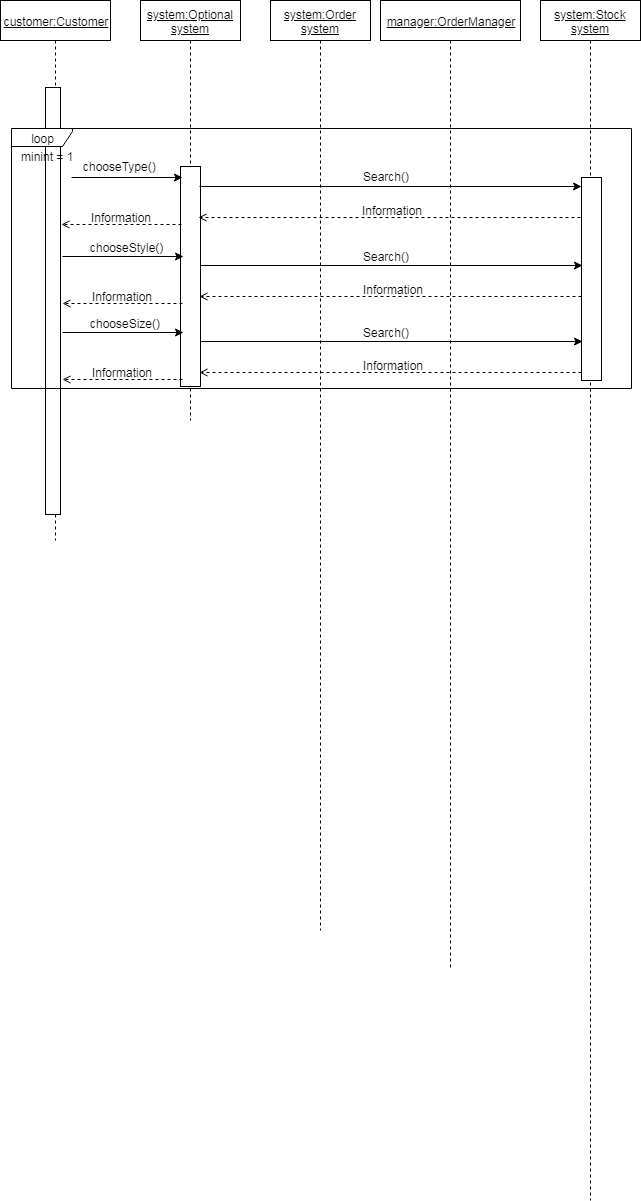 customer:Customer
system:Optional
system
system:Order
system
manager:OrderManager
system:Stock
system
loop
minint = 1
chooseType()
Search()
Information
Information
chooseStyle()
Search()
Information
Information
chooseSize()
Search()
Information
Information